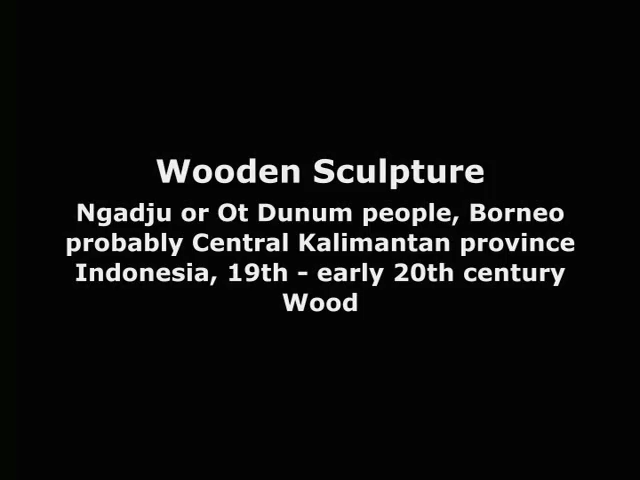 Wooden Sculpture
Ngadju or Ot Dunum people, Borneo
probably Central Kalimantan province
Indonesia, 19th - early 20th century
Wood